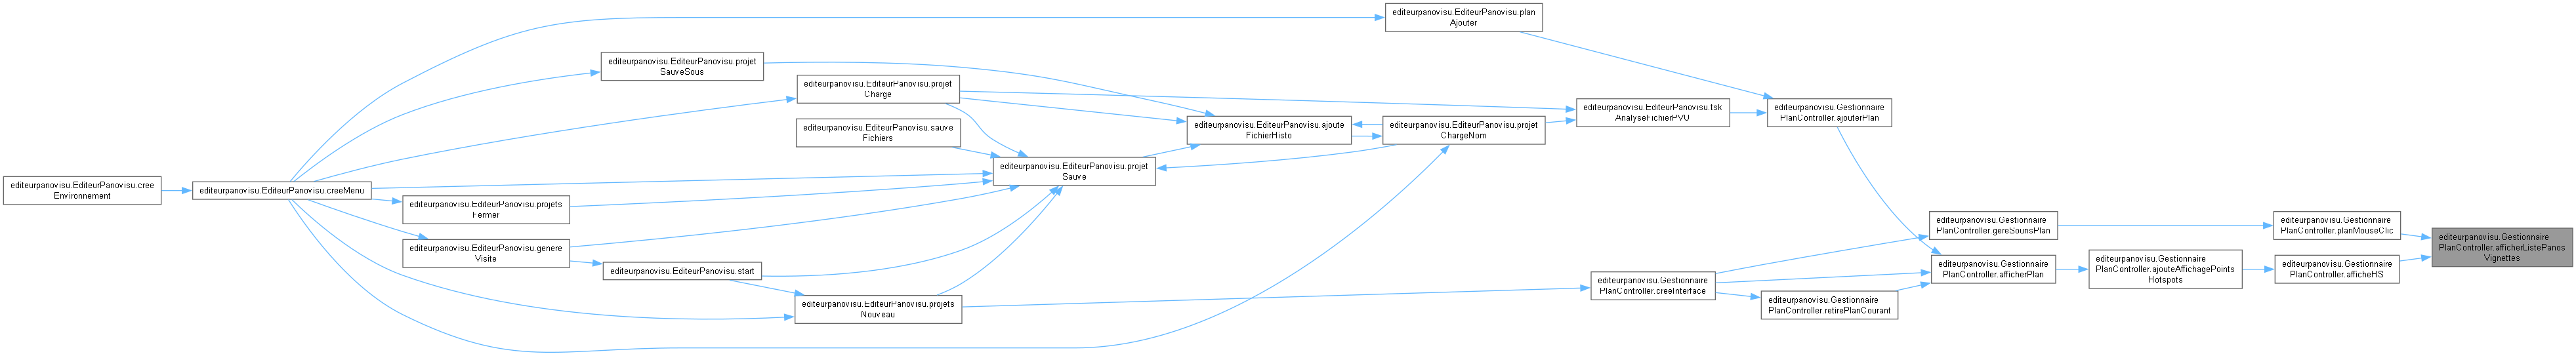 editeurpanovisu.EditeurPanovisu.plan
Ajouter
editeurpanovisu.EditeurPanovisu.projet
SauveSous
editeurpanovisu.EditeurPanovisu.projet
Charge
editeurpanovisu.EditeurPanovisu.tsk
AnalyseFichierPVU
editeurpanovisu.Gestionnaire
PlanController.ajouterPlan
editeurpanovisu.EditeurPanovisu.sauve
Fichiers
editeurpanovisu.EditeurPanovisu.ajoute
FichierHisto
editeurpanovisu.EditeurPanovisu.projet
ChargeNom
editeurpanovisu.EditeurPanovisu.projet
Sauve
editeurpanovisu.EditeurPanovisu.cree
Environnement
editeurpanovisu.EditeurPanovisu.creeMenu
editeurpanovisu.EditeurPanovisu.projets
Fermer
editeurpanovisu.Gestionnaire
PlanController.gereSourisPlan
editeurpanovisu.Gestionnaire
PlanController.planMouseClic
editeurpanovisu.Gestionnaire
PlanController.afficherListePanos
Vignettes
editeurpanovisu.EditeurPanovisu.genere
Visite
editeurpanovisu.EditeurPanovisu.start
editeurpanovisu.Gestionnaire
PlanController.afficherPlan
editeurpanovisu.Gestionnaire
PlanController.ajouteAffichagePoints
Hotspots
editeurpanovisu.Gestionnaire
PlanController.afficheHS
editeurpanovisu.Gestionnaire
PlanController.creeInterface
editeurpanovisu.EditeurPanovisu.projets
Nouveau
editeurpanovisu.Gestionnaire
PlanController.retirePlanCourant